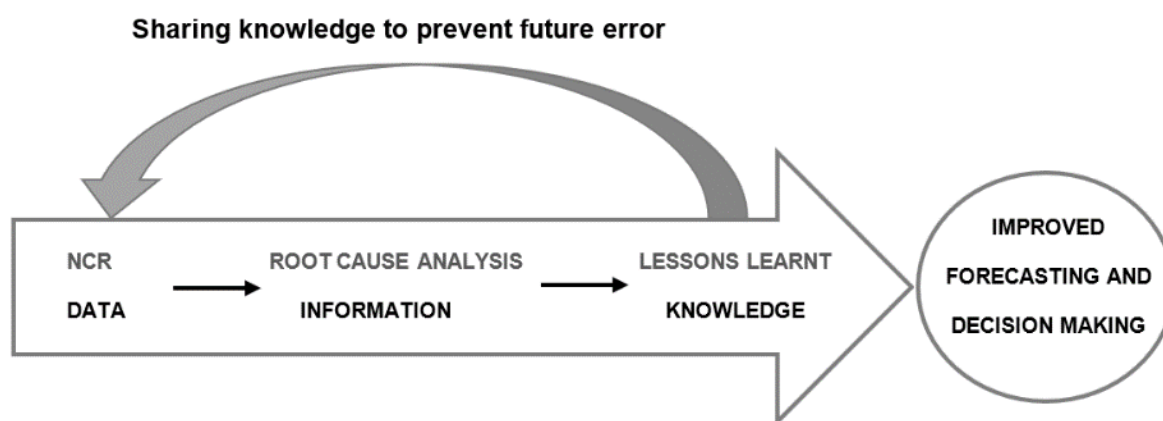 Sharing knowledge to prevent future error
NCR
DATA
ROOT CAUSE ANALYSIS
INFORMATION
LESSONS LEARNT
KNOWLEDGE
IMPROVED
FORECASTING AND
DECISION MAKING